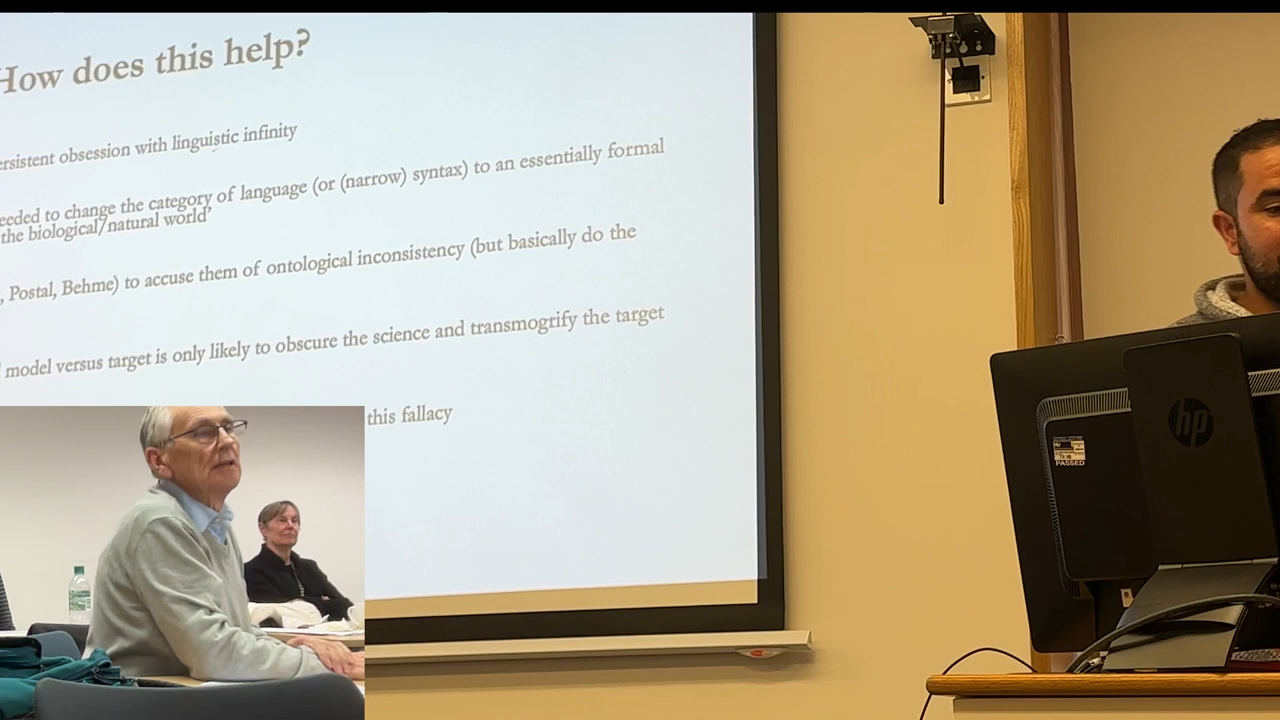 How does this help?
ersistent obsession with linguistic infinity
eeded to change the category of language (or (narrow) syntax) to an essentially formal
the biological/natural world'
, Postal, Behme) to accuse them of ontological inconsistency (but basically do the
model versus target is only likely to obscure the science and transmogrify the target
this fallacy
hp
PASSED